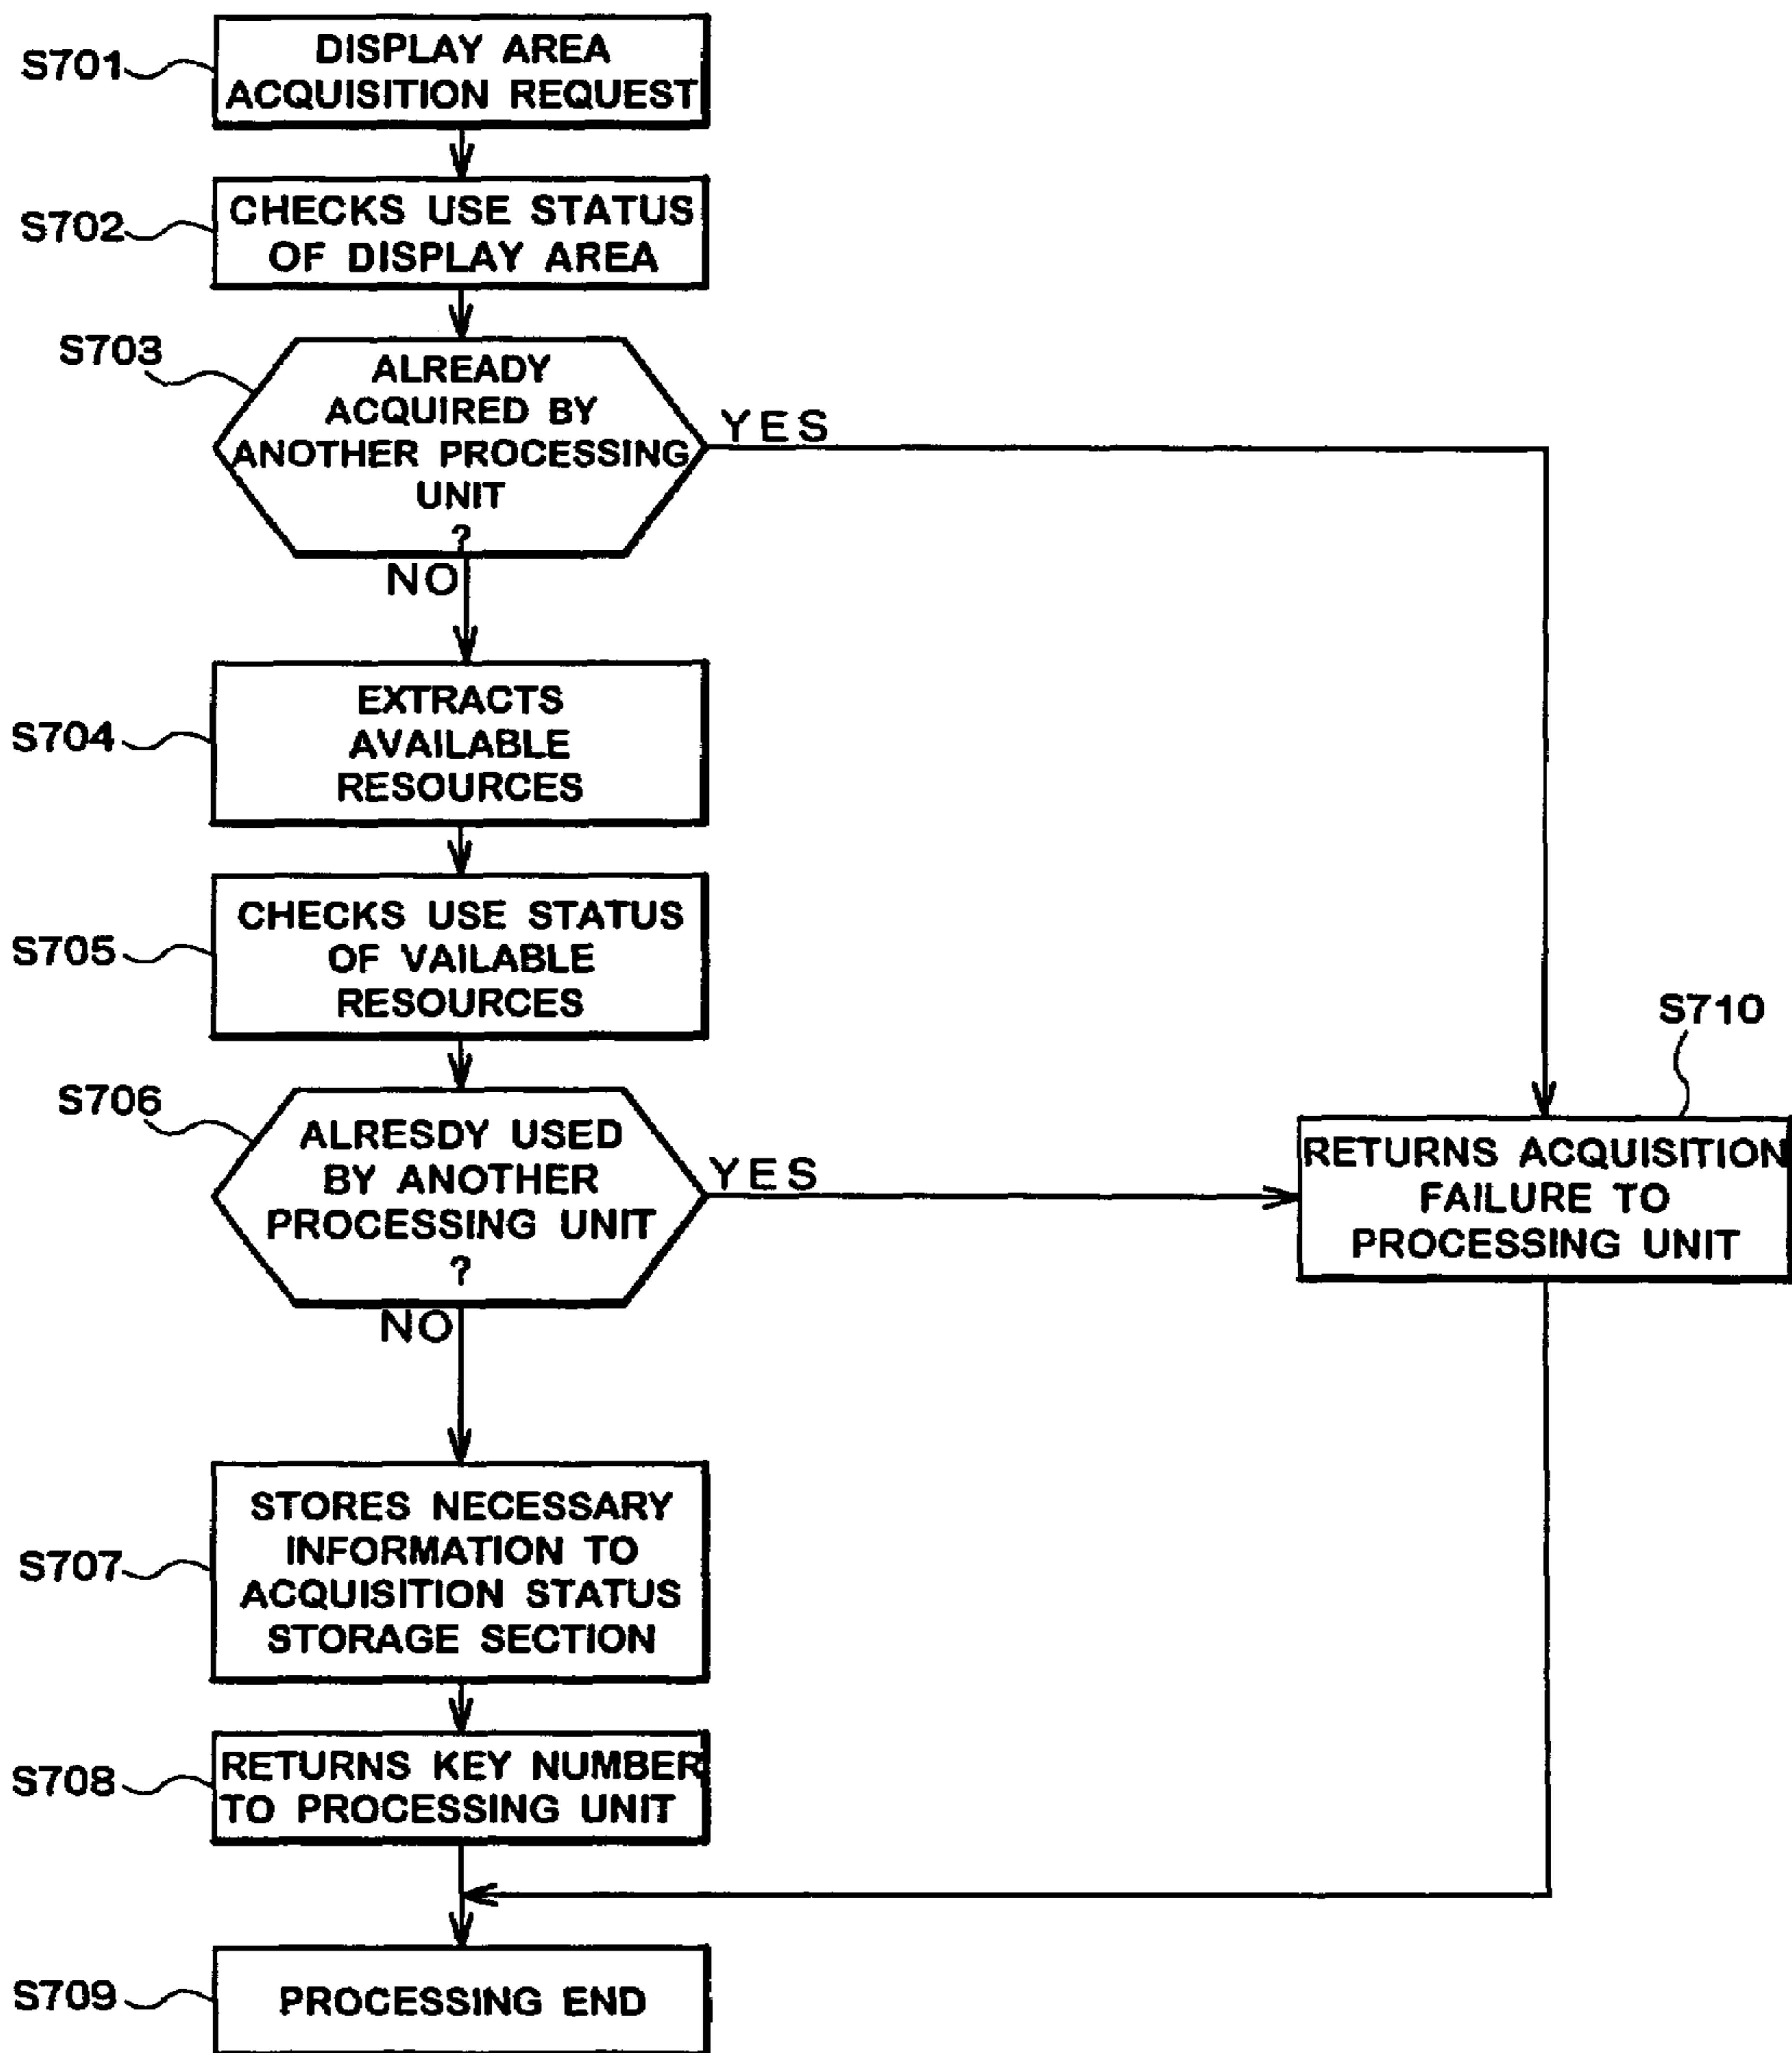 S701
DISPLAY AREA
ACQUISITION REQUEST
S702
CHECKS USE STATUS
OF DISPLAY AREA
S703
ALREADY
ACQUIRED BY
ANOTHER PROCESSING
UNIT
?
YES
NO
S704
EXTRACTS
AVAILABLE
RESOURCES
S705
CHECKS USE STATUS
OF VAILABLE
RESOURCES
S706
ALRESDY USED
BY ANOTHER
PROCESSING UNIT
?
YES
NO
S710
RETURNS ACQUISITION
FAILURE TO
PROCESSING UNIT
S707
STORES NECESSARY
INFORMATION TO
ACQUISITION STATUS
STORAGE SECTION
S708
RETURNS KEY NUMBER
TO PROCESSING UNIT
S709
PROCESSING END